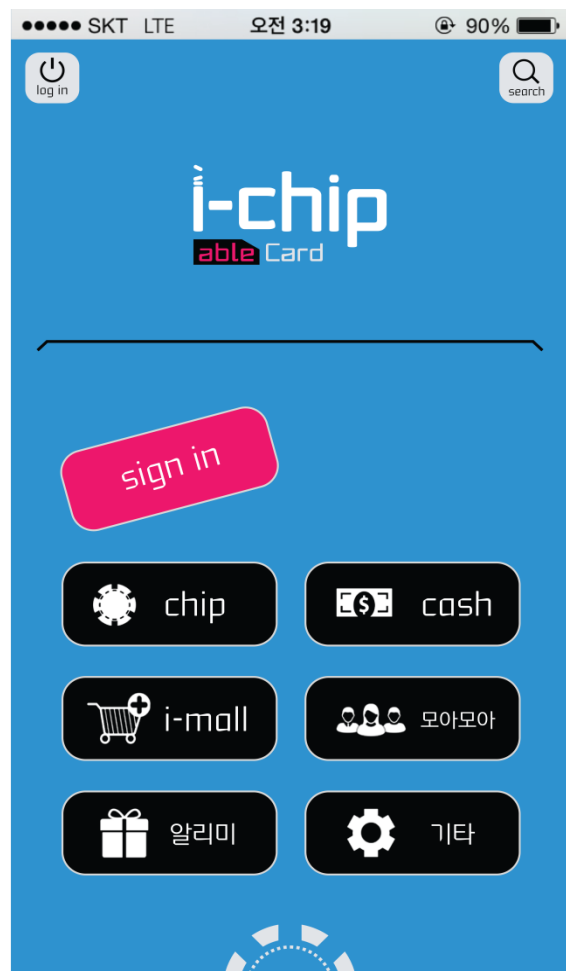 ●●●●● SKT LTE 오전 3:19 90%
log in
search
i-chip
able Card
sign in
chip
cash
i-mall
모아모아
알리미
기타